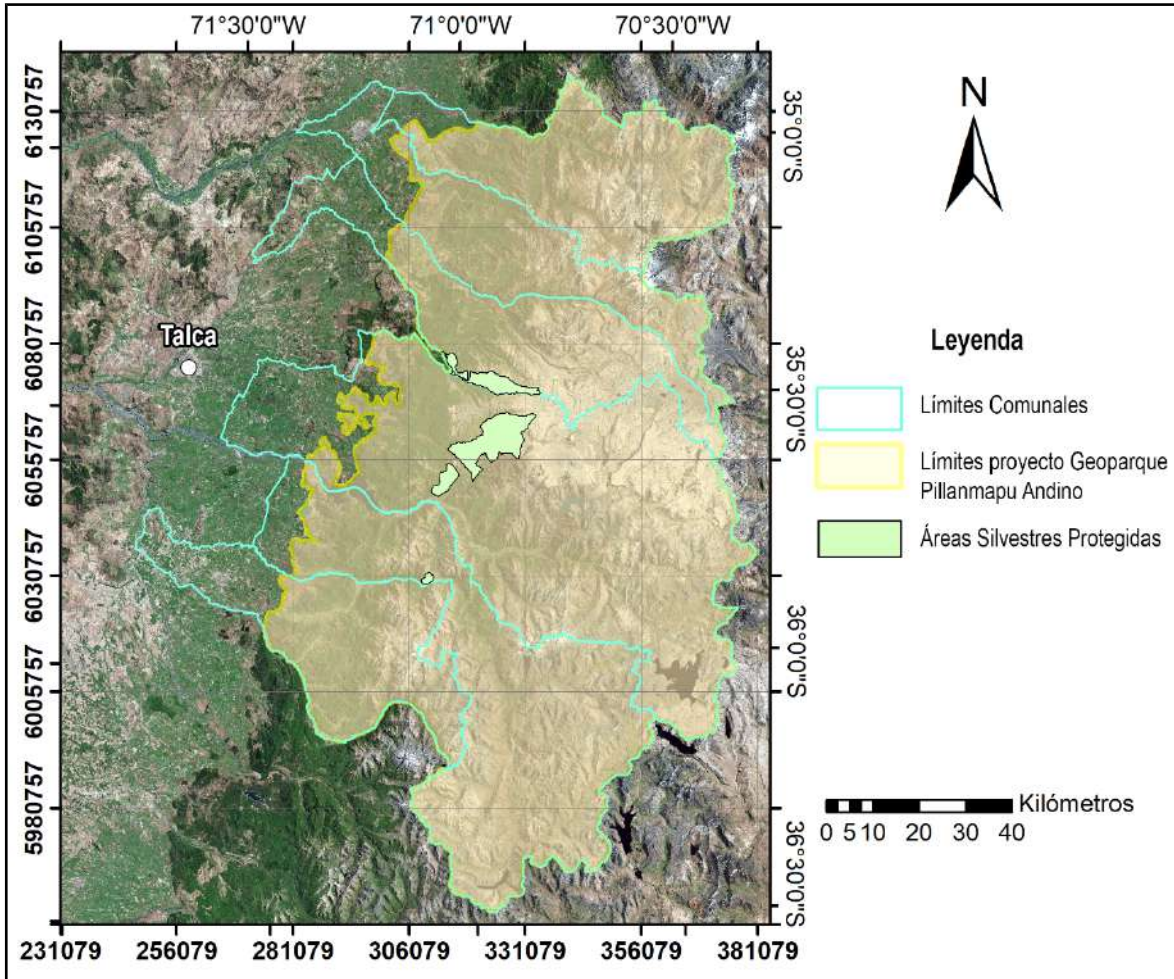 71°30'0"W 71°0'0"W 70°30'0"W
6130757
6105757
6080757
6055757
6030757
6005757
5980757
35°0'0"S
35°30'0"S
36°0'0"S
36°30'0"S
Talca
N
Leyenda
Límites Comunales
Límites proyecto Geoparque
Pillanmapu Andino
Áreas Silvestres Protegidas
Kilómetros
0 5 10 20 30 40
231079 256079 281079 306079 331079 356079 381079